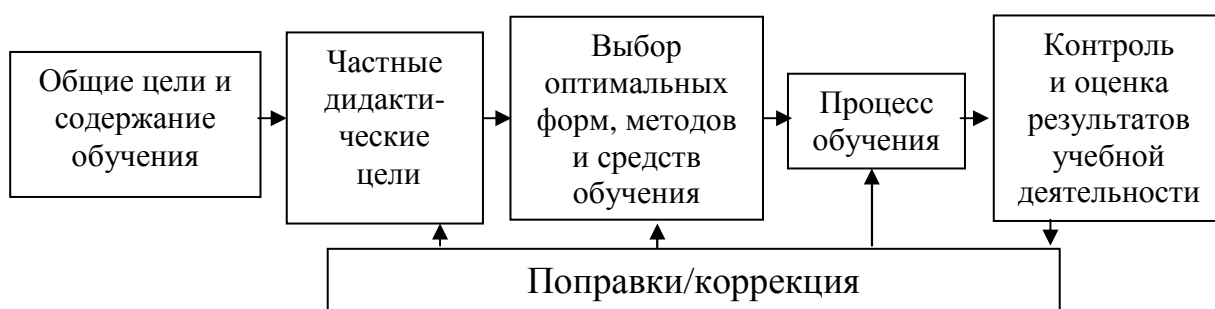 Общие цели и
содержание
обучения
Частные
дидакти-
ческие
цели
Выбор
оптимальных
форм, методов
и средств
обучения
Процесс
обучения
Контроль
и оценка
результатов
учебной
деятельности
Поправки/коррекция